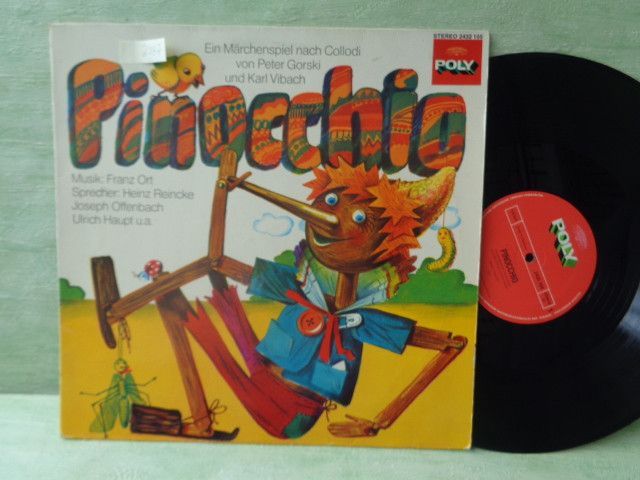 STEREO 2432 105
Ein Märchenspiel nach Collodi
von Peter Gorski
und Karl Vibach
POLY
Pinocchio
Musik: Franz Ort
Sprecher: Heinz Reincke
Joseph Offenbach
Ulrich Haupt u.a.
POLY
PINOCCHIO